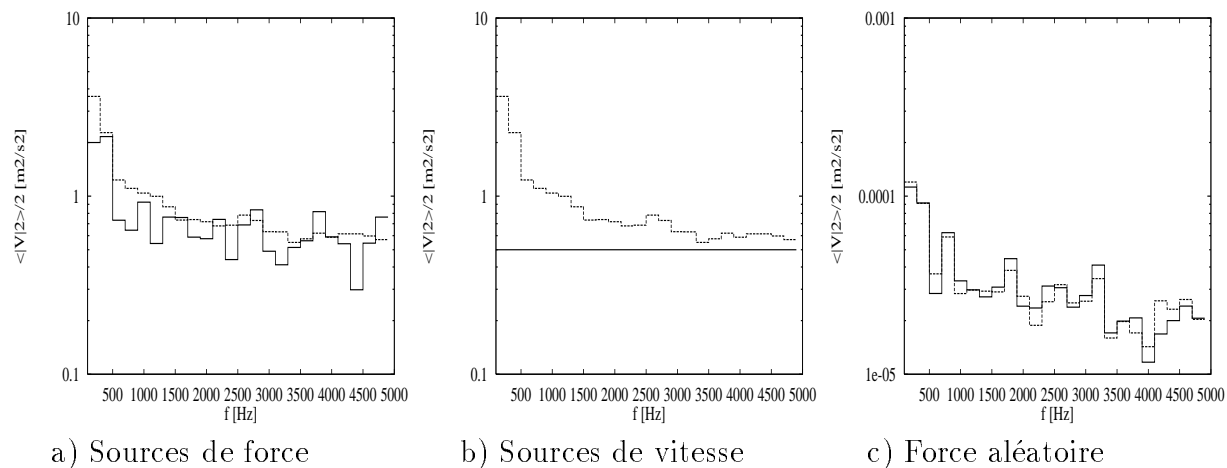 10
1
0.1
<|V|2>/2 [m2/s2]
500 1000 1500 2000 2500 3000 3500 4000 4500 5000
f [Hz]
a) Sources de force
10
1
0.1
<|V|2>/2 [m2/s2]
500 1000 1500 2000 2500 3000 3500 4000 4500 5000
f [Hz]
b) Sources de vitesse
0.001
0.0001
1e-05
<|V|2>/2 [m2/s2]
500 1000 1500 2000 2500 3000 3500 4000 4500 5000
f [Hz]
c) Force aléatoire